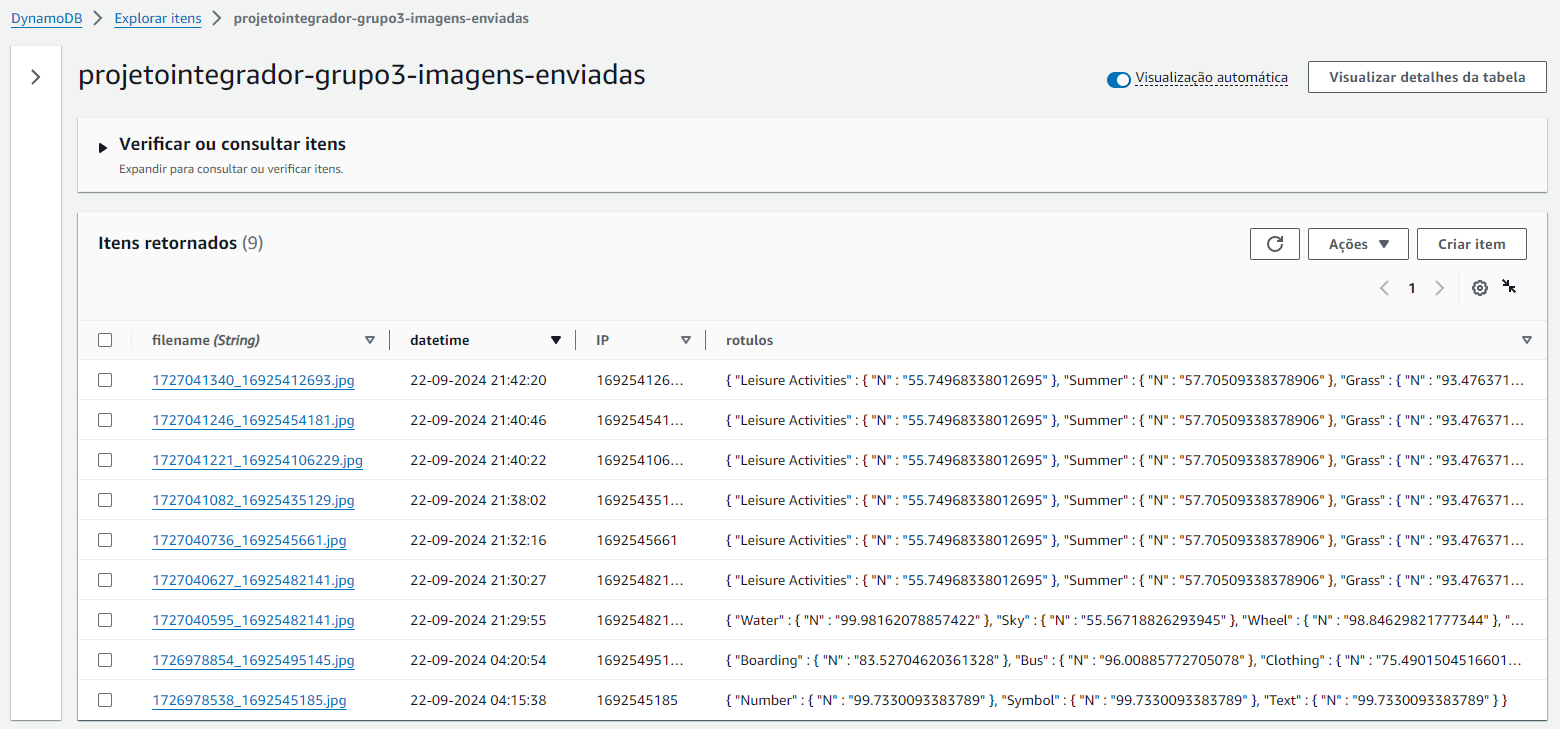 DynamoDB > Explorar itens > projetointegrador-grupo3-imagens-enviadas
projetointegrador-grupo3-imagens-enviadas
Visualização automática
Visualizar detalhes da tabela
Verificar ou consultar itens
Expandir para consultar ou verificar itens.
Itens retornados (9)
Ações
Criar item
1
filename (String) datetime IP rotulos
1727041340_16925412693.jpg 22-09-2024 21:42:20 169254126... { "Leisure Activities" : { "N" : "55.74968338012695" }, "Summer" : { "N" : "57.70509338378906" }, "Grass" : { "N" : "93.476371...
1727041246_16925454181.jpg 22-09-2024 21:40:46 169254541... { "Leisure Activities" : { "N" : "55.74968338012695" }, "Summer" : { "N" : "57.70509338378906" }, "Grass" : { "N" : "93.476371...
1727041221_169254106229.jpg 22-09-2024 21:40:22 169254106... { "Leisure Activities" : { "N" : "55.74968338012695" }, "Summer" : { "N" : "57.70509338378906" }, "Grass" : { "N" : "93.476371...
1727041082_16925435129.jpg 22-09-2024 21:38:02 169254351... { "Leisure Activities" : { "N" : "55.74968338012695" }, "Summer" : { "N" : "57.70509338378906" }, "Grass" : { "N" : "93.476371...
1727040736_1692545661.jpg 22-09-2024 21:32:16 1692545661 { "Leisure Activities" : { "N" : "55.74968338012695" }, "Summer" : { "N" : "57.70509338378906" }, "Grass" : { "N" : "93.476371...
1727040627_16925482141.jpg 22-09-2024 21:30:27 169254821... { "Leisure Activities" : { "N" : "55.74968338012695" }, "Summer" : { "N" : "57.70509338378906" }, "Grass" : { "N" : "93.476371...
1727040595_16925482141.jpg 22-09-2024 21:29:55 169254821... { "Water" : { "N" : "99.98162078857422" }, "Sky" : { "N" : "55.56718826293945" }, "Wheel" : { "N" : "98.84629821777344" }, "...
1726978854_16925495145.jpg 22-09-2024 04:20:54 169254951... { "Boarding" : { "N" : "83.52704620361328" }, "Bus" : { "N" : "96.00885772705078" }, "Clothing" : { "N" : "75.4901504516601...
1726978538_1692545185.jpg 22-09-2024 04:15:38 1692545185 { "Number" : { "N" : "99.7330093383789" }, "Symbol" : { "N" : "99.7330093383789" }, "Text" : { "N" : "99.7330093383789" } }